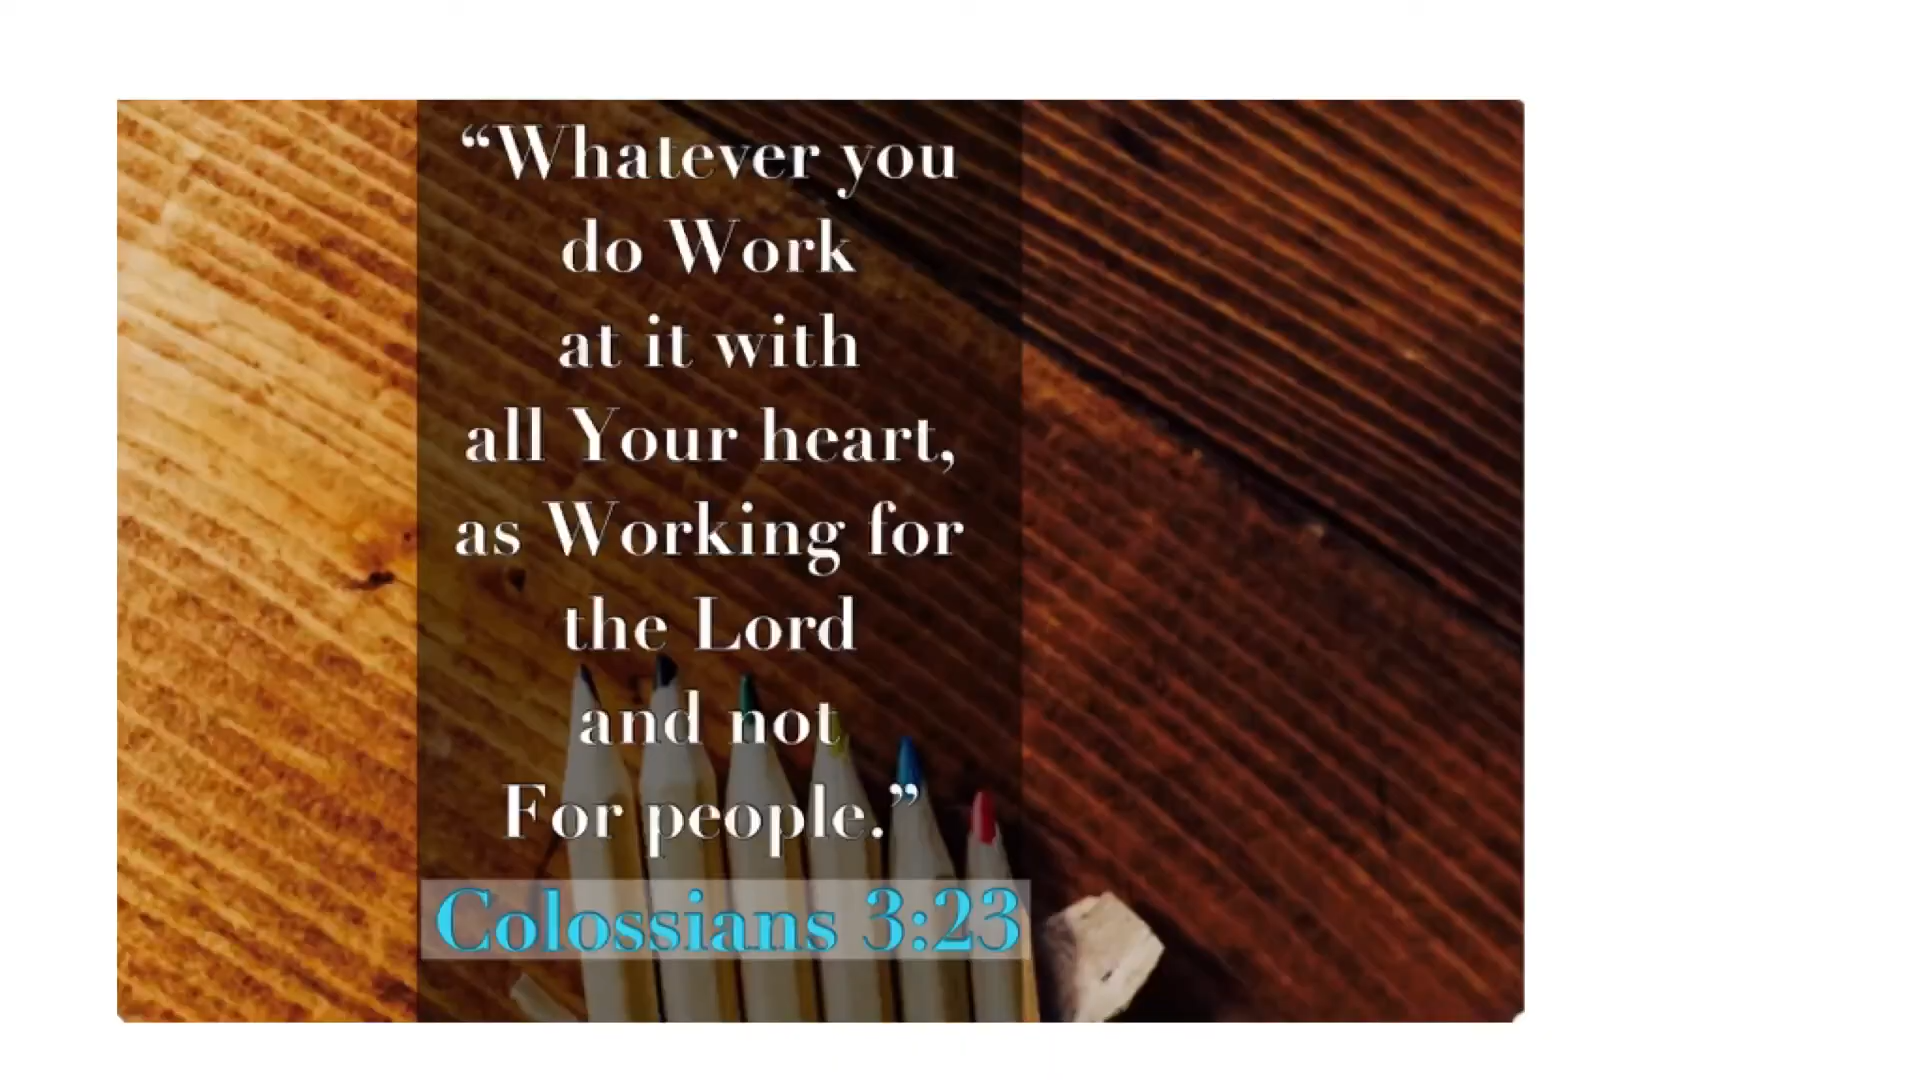 “Whatever you
do Work
at it with
all Your heart,
as Working for
the Lord
and not
For people.”
Colossians 3:23